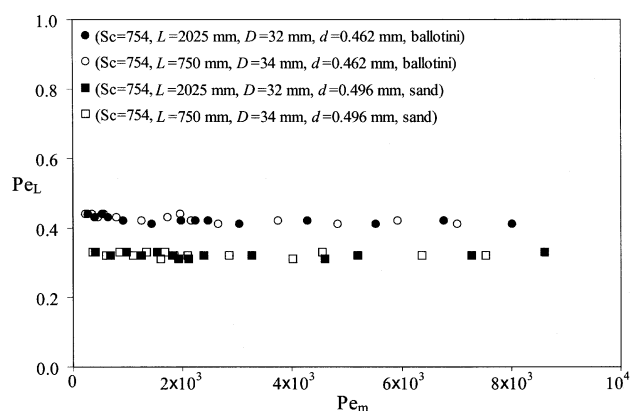 1.0
● (Sc=754, L=2025 mm, D=32 mm, d=0.462 mm, ballotini)
○ (Sc=754, L=750 mm, D=34 mm, d=0.462 mm, ballotini)
0.8
■ (Sc=754, L=2025 mm, D=32 mm, d=0.496 mm, sand)
□ (Sc=754, L=750 mm, D=34 mm, d=0.496 mm, sand)
0.6
PeL
0.4
0.2
0.0
0 2×10³ 4×10³ 6×10³ 8×10³ 10⁴
Peₘ